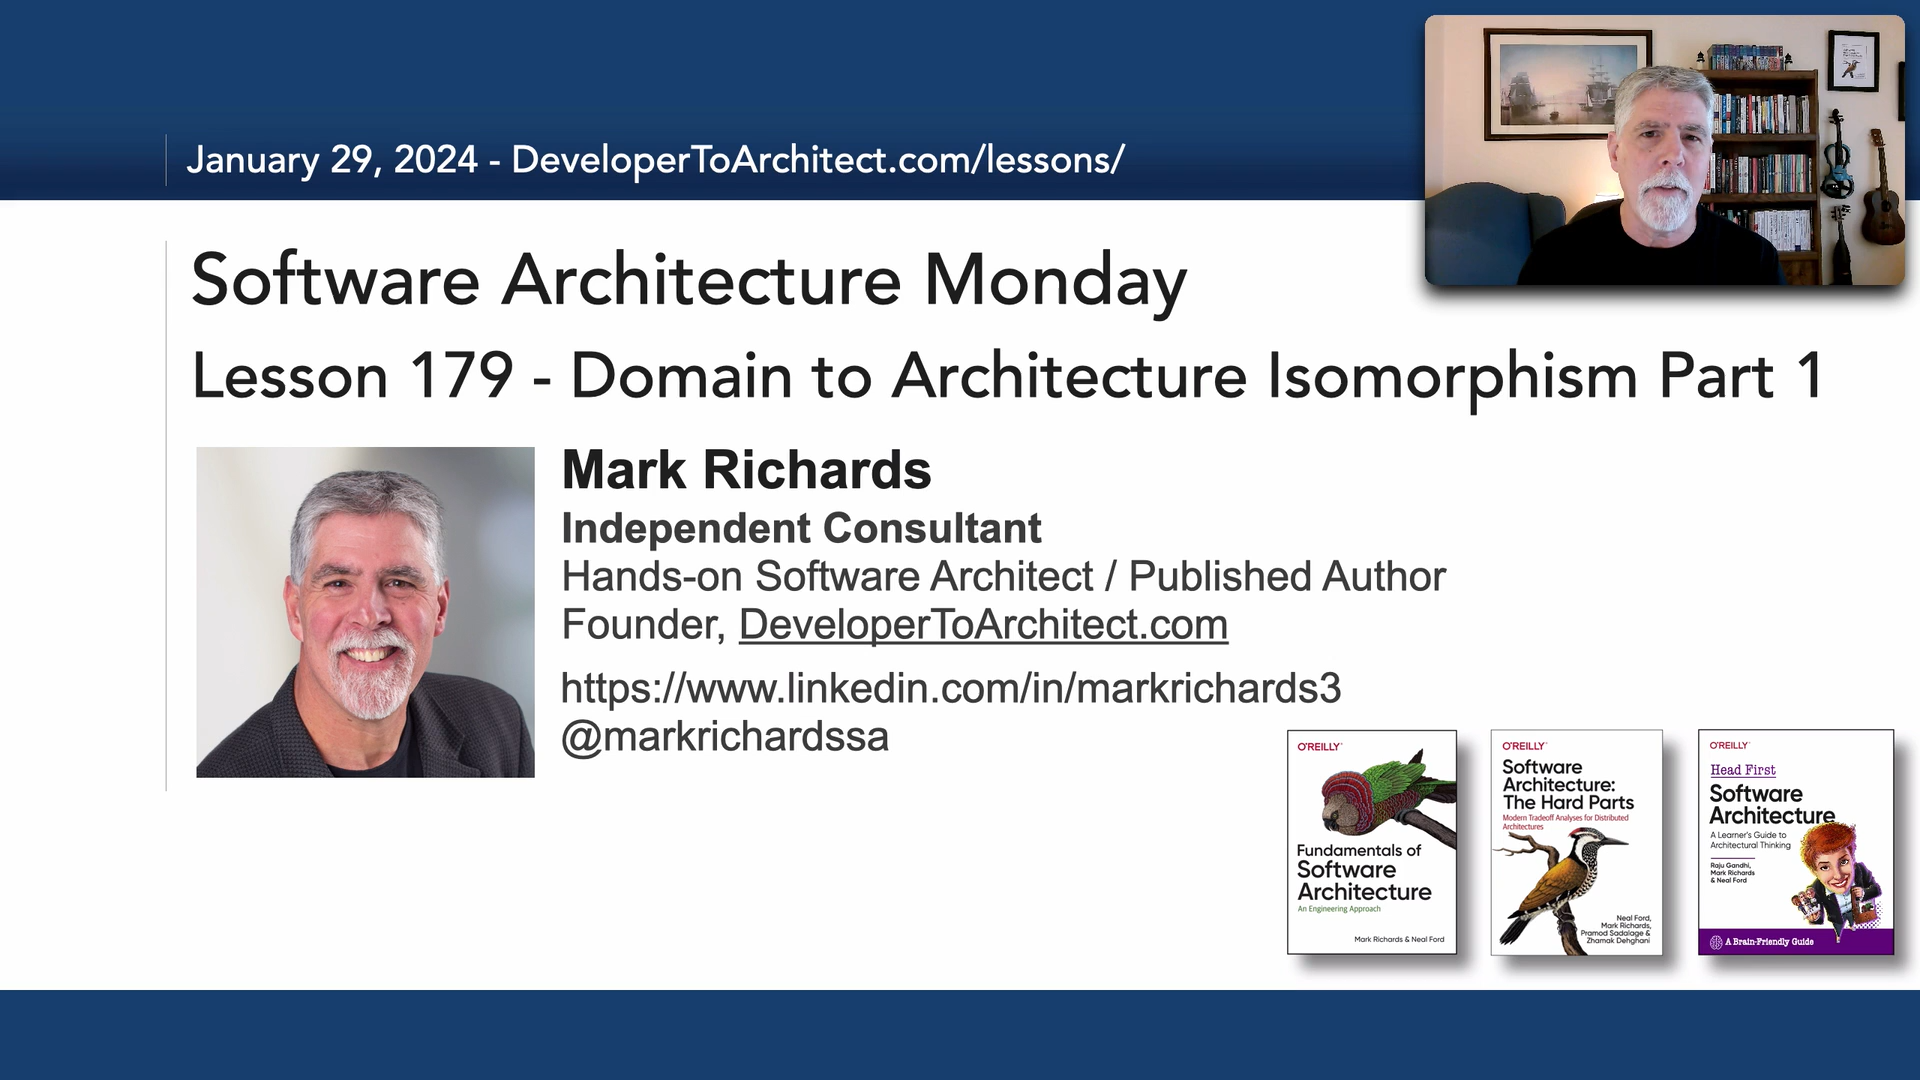 January 29, 2024 - DeveloperToArchitect.com/lessons/
Software Architecture Monday
Lesson 179 - Domain to Architecture Isomorphism Part 1
Mark Richards
Independent Consultant
Hands-on Software Architect / Published Author
Founder, DeveloperToArchitect.com
https://www.linkedin.com/in/markrichards3
@markrichardssa
O'REILLY
Fundamentals of
Software
Architecture
An Engineering Approach
Mark Richards & Neal Ford
O'REILLY
Software
Architecture:
The Hard Parts
Modern Tradeoff Analyses for Distributed
Architectures
Neal Ford,
Mark Richards,
Pramod Sadalage &
Zhamak Dehghani
O'REILLY
Head First
Software
Architecture
A Learner's Guide to
Architectural Thinking
Raju Gandhi,
Mark Richards
& Neal Ford
A Brain-Friendly Guide